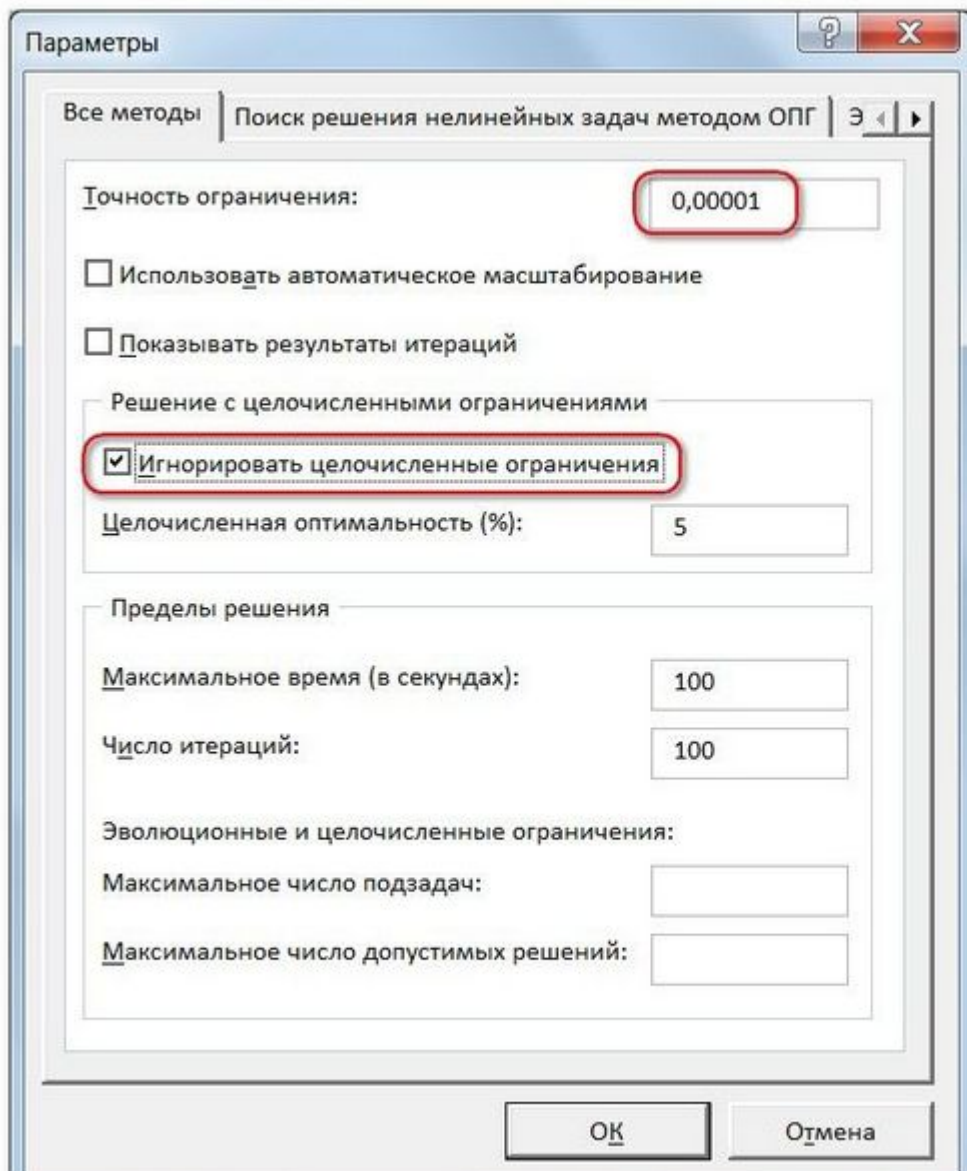 Параметры
Все методы
Поиск решения нелинейных задач методом ОПГ
Э
Точность ограничения:
0,00001
Использовать автоматическое масштабирование
Показывать результаты итераций
Решение с целочисленными ограничениями
Игнорировать целочисленные ограничения
Целочисленная оптимальность (%):
5
Пределы решения
Максимальное время (в секундах):
100
Число итераций:
100
Эволюционные и целочисленные ограничения:
Максимальное число подзадач:
Максимальное число допустимых решений:
ОК
Отмена